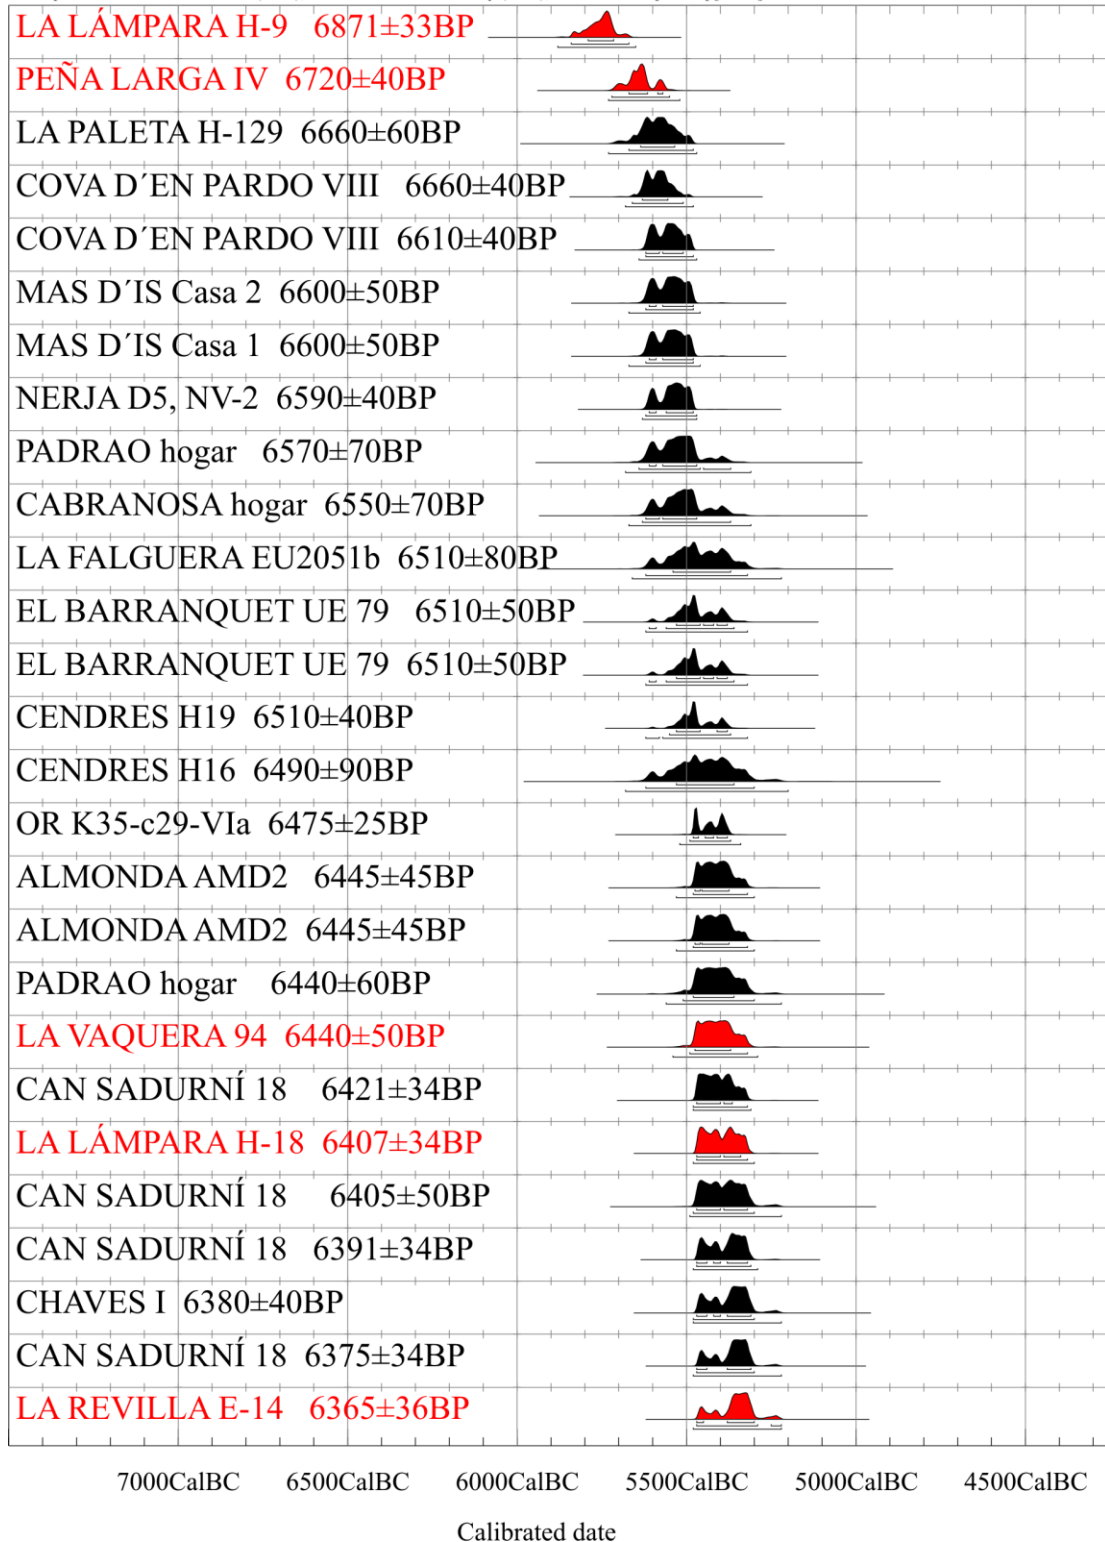 LA LÁMPARA H-9 6871±33BP
PEÑA LARGA IV 6720±40BP
LA PALETA H-129 6660±60BP
COVA D´EN PARDO VIII 6660±40BP
COVA D´EN PARDO VIII 6610±40BP
MAS D´IS Casa 2 6600±50BP
MAS D´IS Casa 1 6600±50BP
NERJA D5, NV-2 6590±40BP
PADRAO hogar 6570±70BP
CABRANOSA hogar 6550±70BP
LA FALGUERA EU2051b 6510±80BP
EL BARRANQUET UE 79 6510±50BP
EL BARRANQUET UE 79 6510±50BP
CENDRES H19 6510±40BP
CENDRES H16 6490±90BP
OR K35-c29-VIa 6475±25BP
ALMONDA AMD2 6445±45BP
ALMONDA AMD2 6445±45BP
PADRAO hogar 6440±60BP
LA VAQUERA 94 6440±50BP
CAN SADURNÍ 18 6421±34BP
LA LÁMPARA H-18 6407±34BP
CAN SADURNÍ 18 6405±50BP
CAN SADURNÍ 18 6391±34BP
CHAVES I 6380±40BP
CAN SADURNÍ 18 6375±34BP
LA REVILLA E-14 6365±36BP
7000CalBC 6500CalBC 6000CalBC 5500CalBC 5000CalBC 4500CalBC
Calibrated date